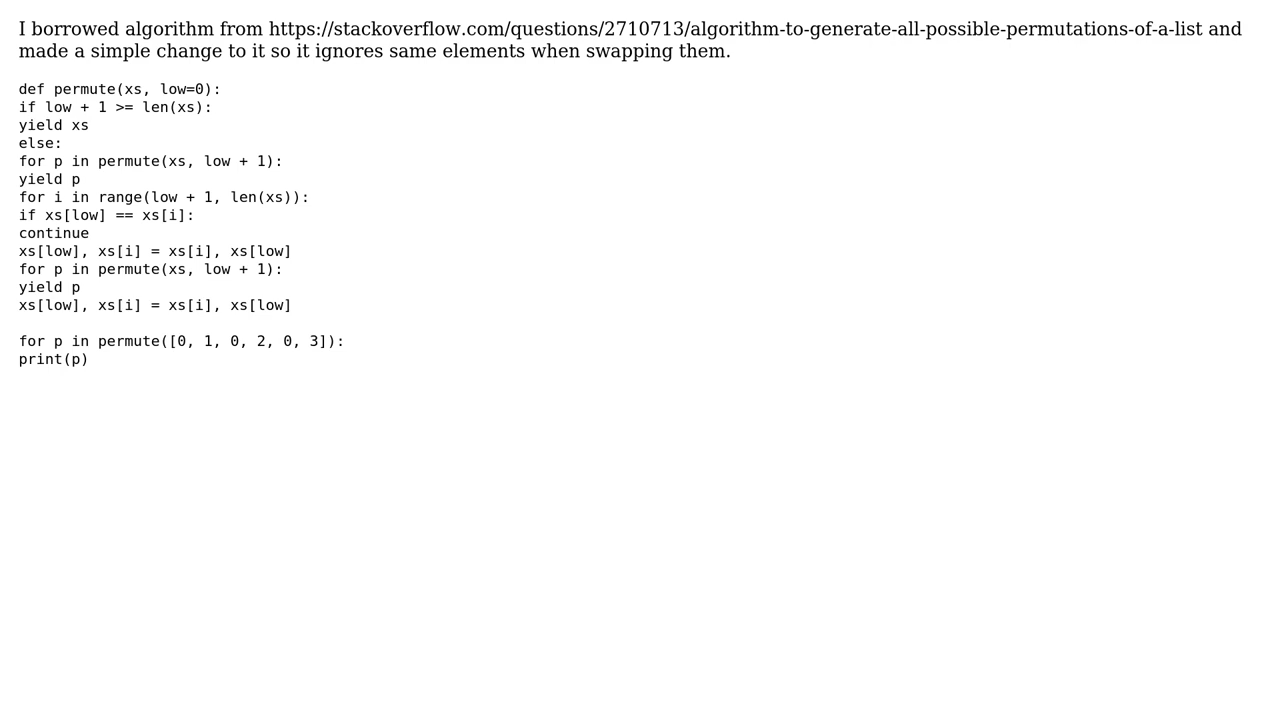 I borrowed algorithm from https://stackoverflow.com/questions/2710713/algorithm-to-generate-all-possible-permutations-of-a-list and
made a simple change to it so it ignores same elements when swapping them.
def permute(xs, low=0):
if low + 1 >= len(xs):
yield xs
else:
for p in permute(xs, low + 1):
yield p
for i in range(low + 1, len(xs)):
if xs[low] == xs[i]:
continue
xs[low], xs[i] = xs[i], xs[low]
for p in permute(xs, low + 1):
yield p
xs[low], xs[i] = xs[i], xs[low]
for p in permute([0, 1, 0, 2, 0, 3]):
print(p)